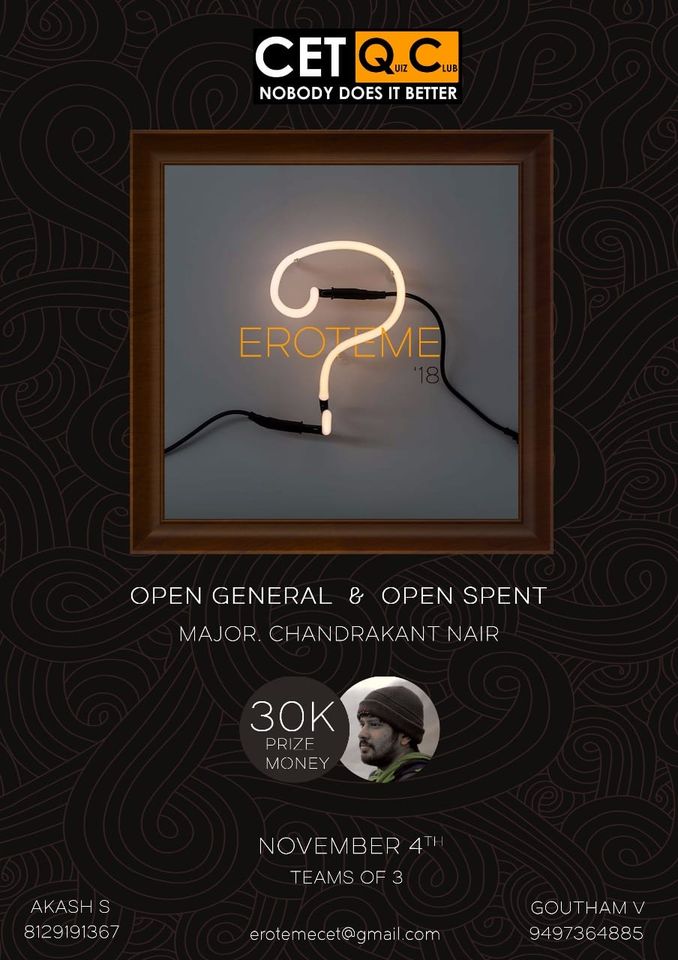 CET QUIZ CLUB
NOBODY DOES IT BETTER
EROTEME
'18
OPEN GENERAL & OPEN SPENT
MAJOR. CHANDRAKANT NAIR
30K
PRIZE
MONEY
NOVEMBER 4TH
TEAMS OF 3
AKASH S
8129191367
erotemecet@gmail.com
GOUTHAM V
9497364885